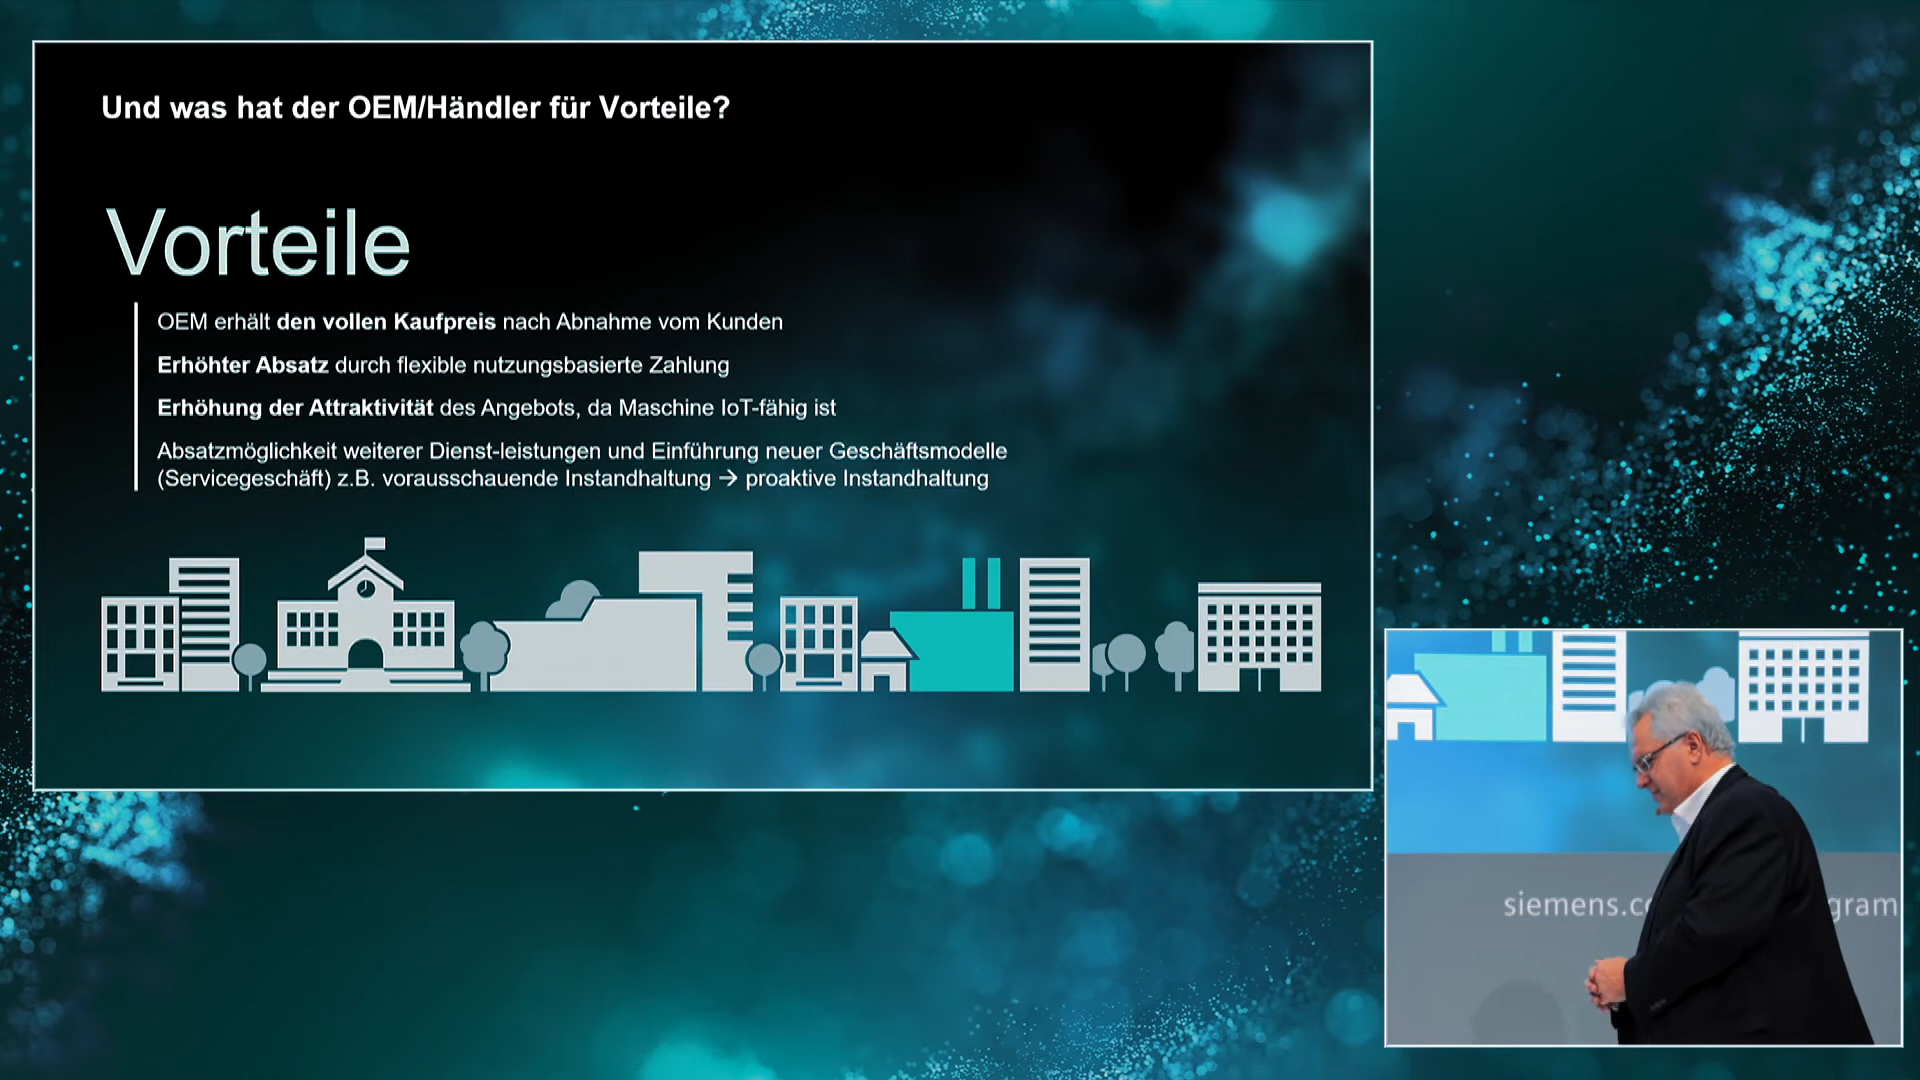 Und was hat der OEM/Händler für Vorteile?
Vorteile
OEM erhält den vollen Kaufpreis nach Abnahme vom Kunden
Erhöhter Absatz durch flexible nutzungsbasierte Zahlung
Erhöhung der Attraktivität des Angebots, da Maschine IoT-fähig ist
Absatzmöglichkeit weiterer Dienst-leistungen und Einführung neuer Geschäftsmodelle
(Servicegeschäft) z.B. vorausschauende Instandhaltung → proaktive Instandhaltung